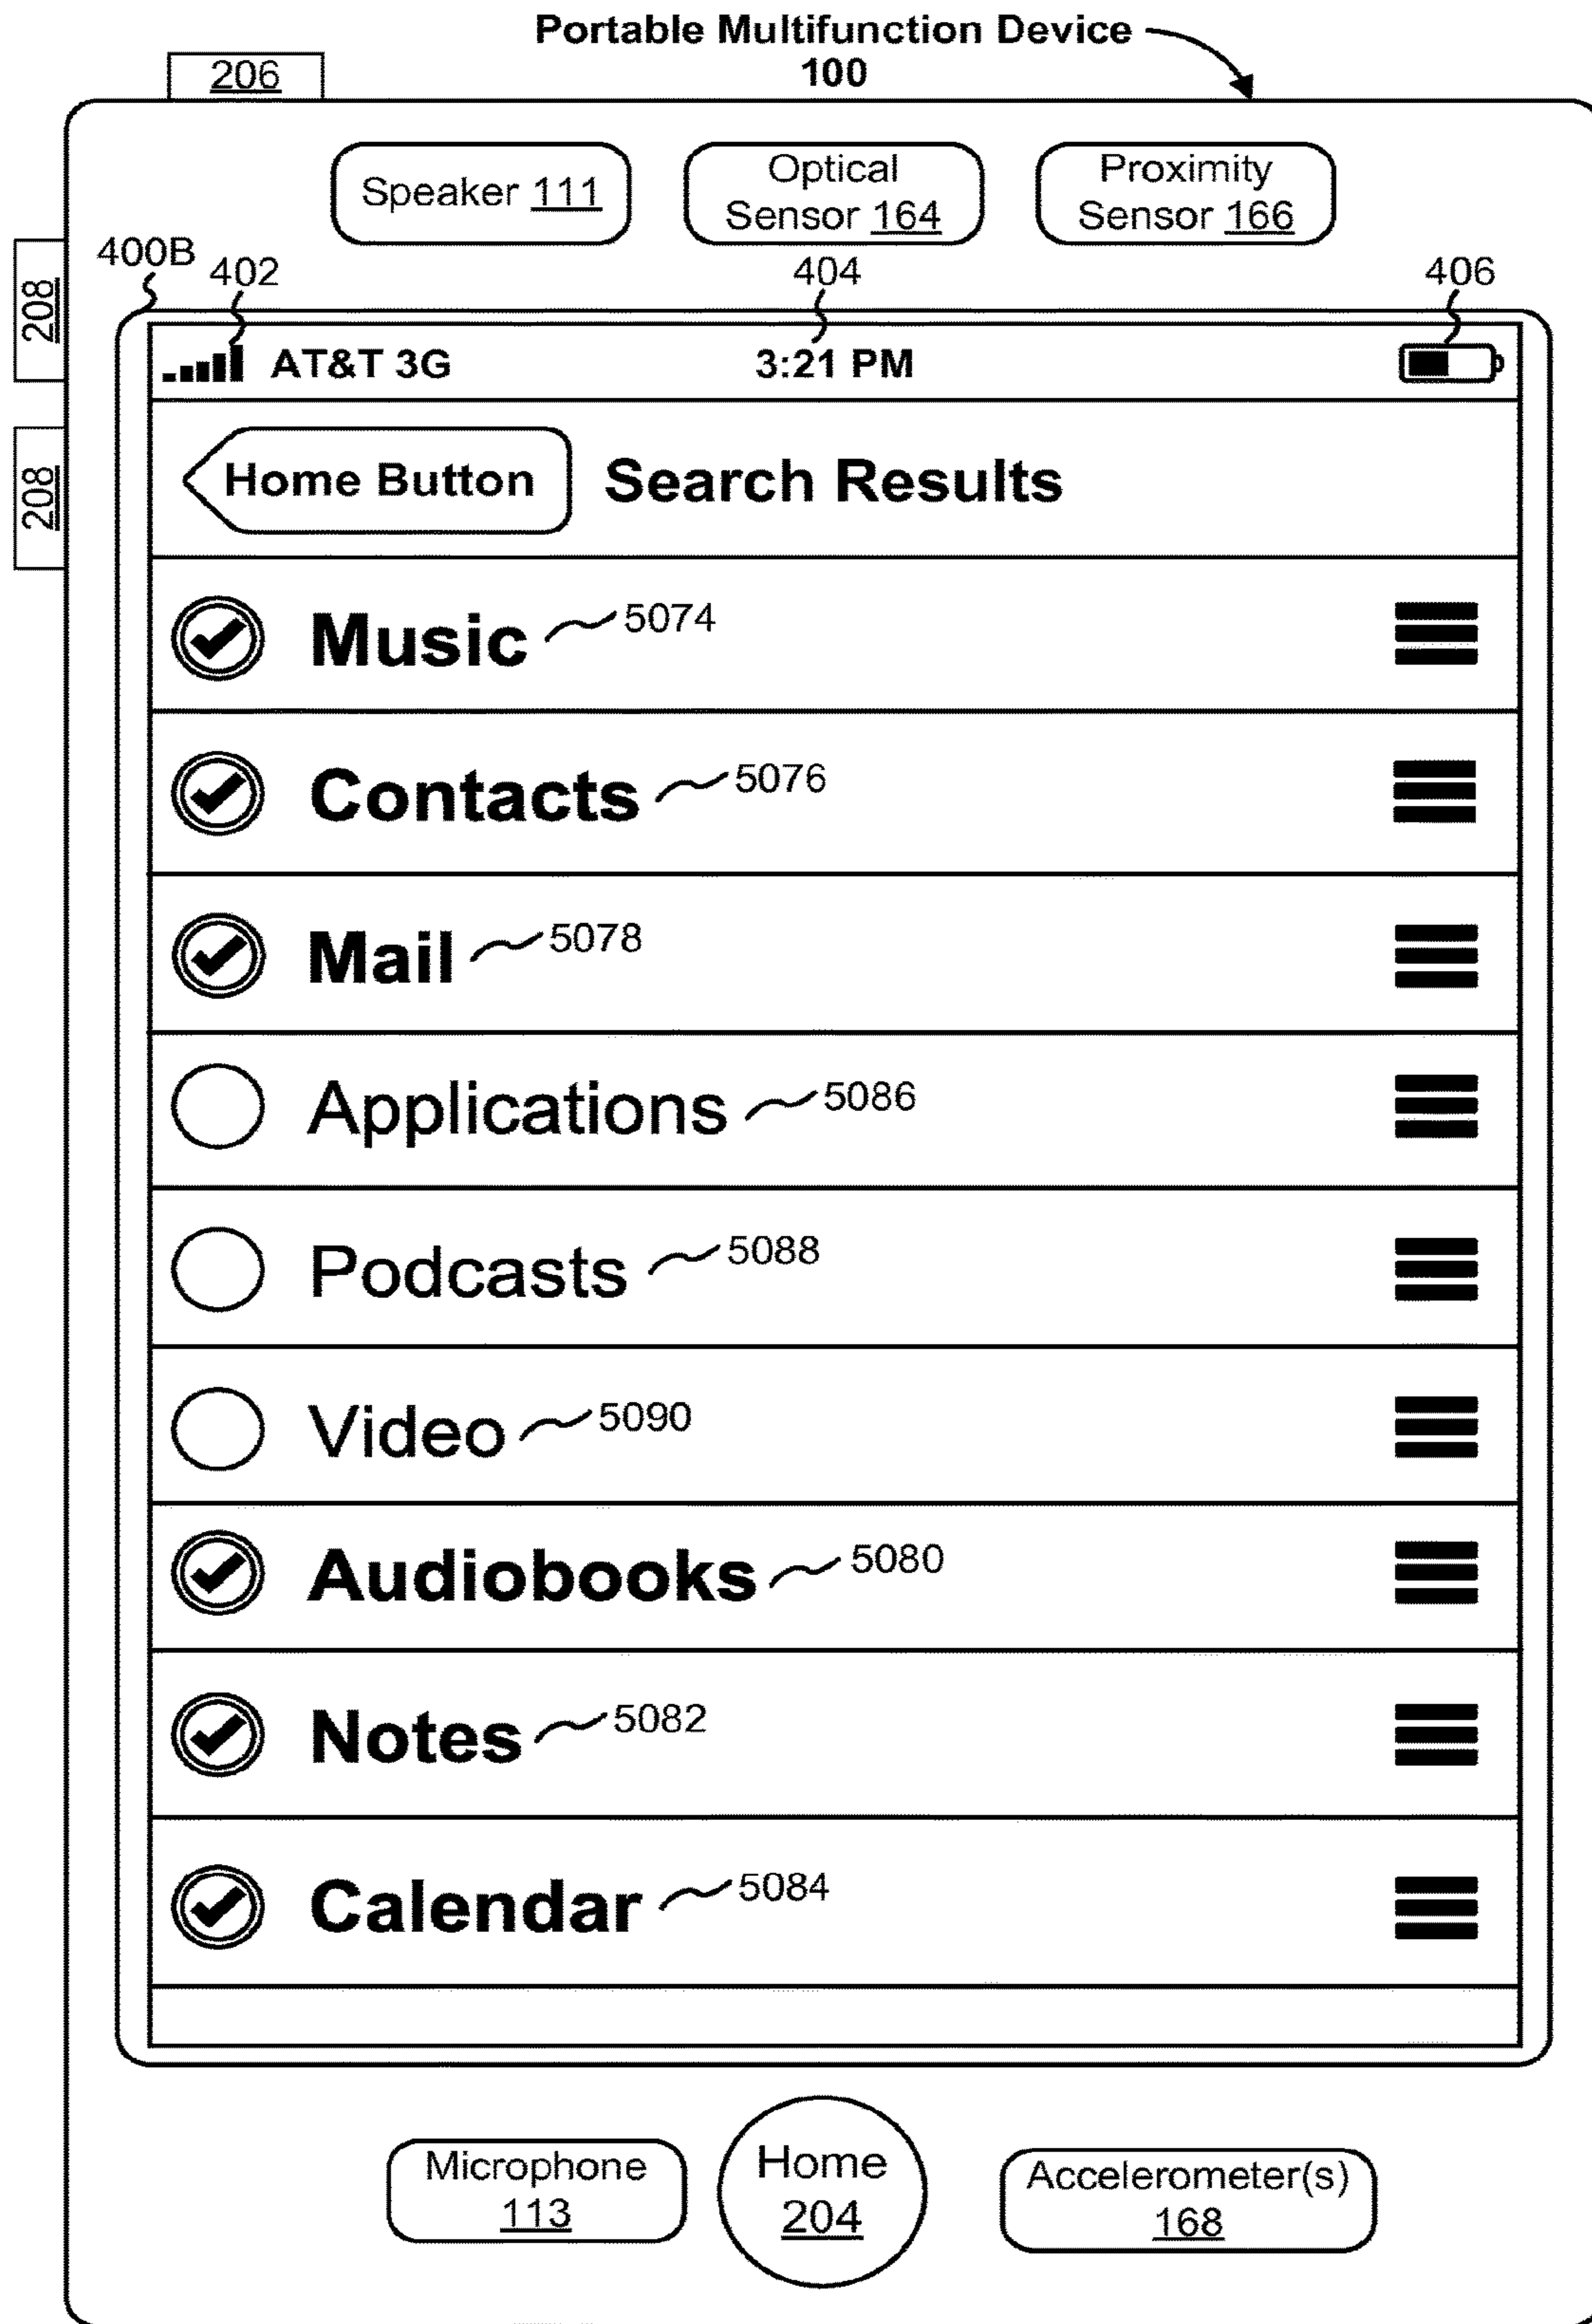 Portable Multifunction Device
100
206
Speaker 111
Optical
Sensor 164
Proximity
Sensor 166
208
208
400B
402
404
406
AT&T 3G
3:21 PM
Home Button
Search Results
Music
5074
Contacts
5076
Mail
5078
Applications
5086
Podcasts
5088
Video
5090
Audiobooks
5080
Notes
5082
Calendar
5084
Microphone
113
Home
204
Accelerometer(s)
168